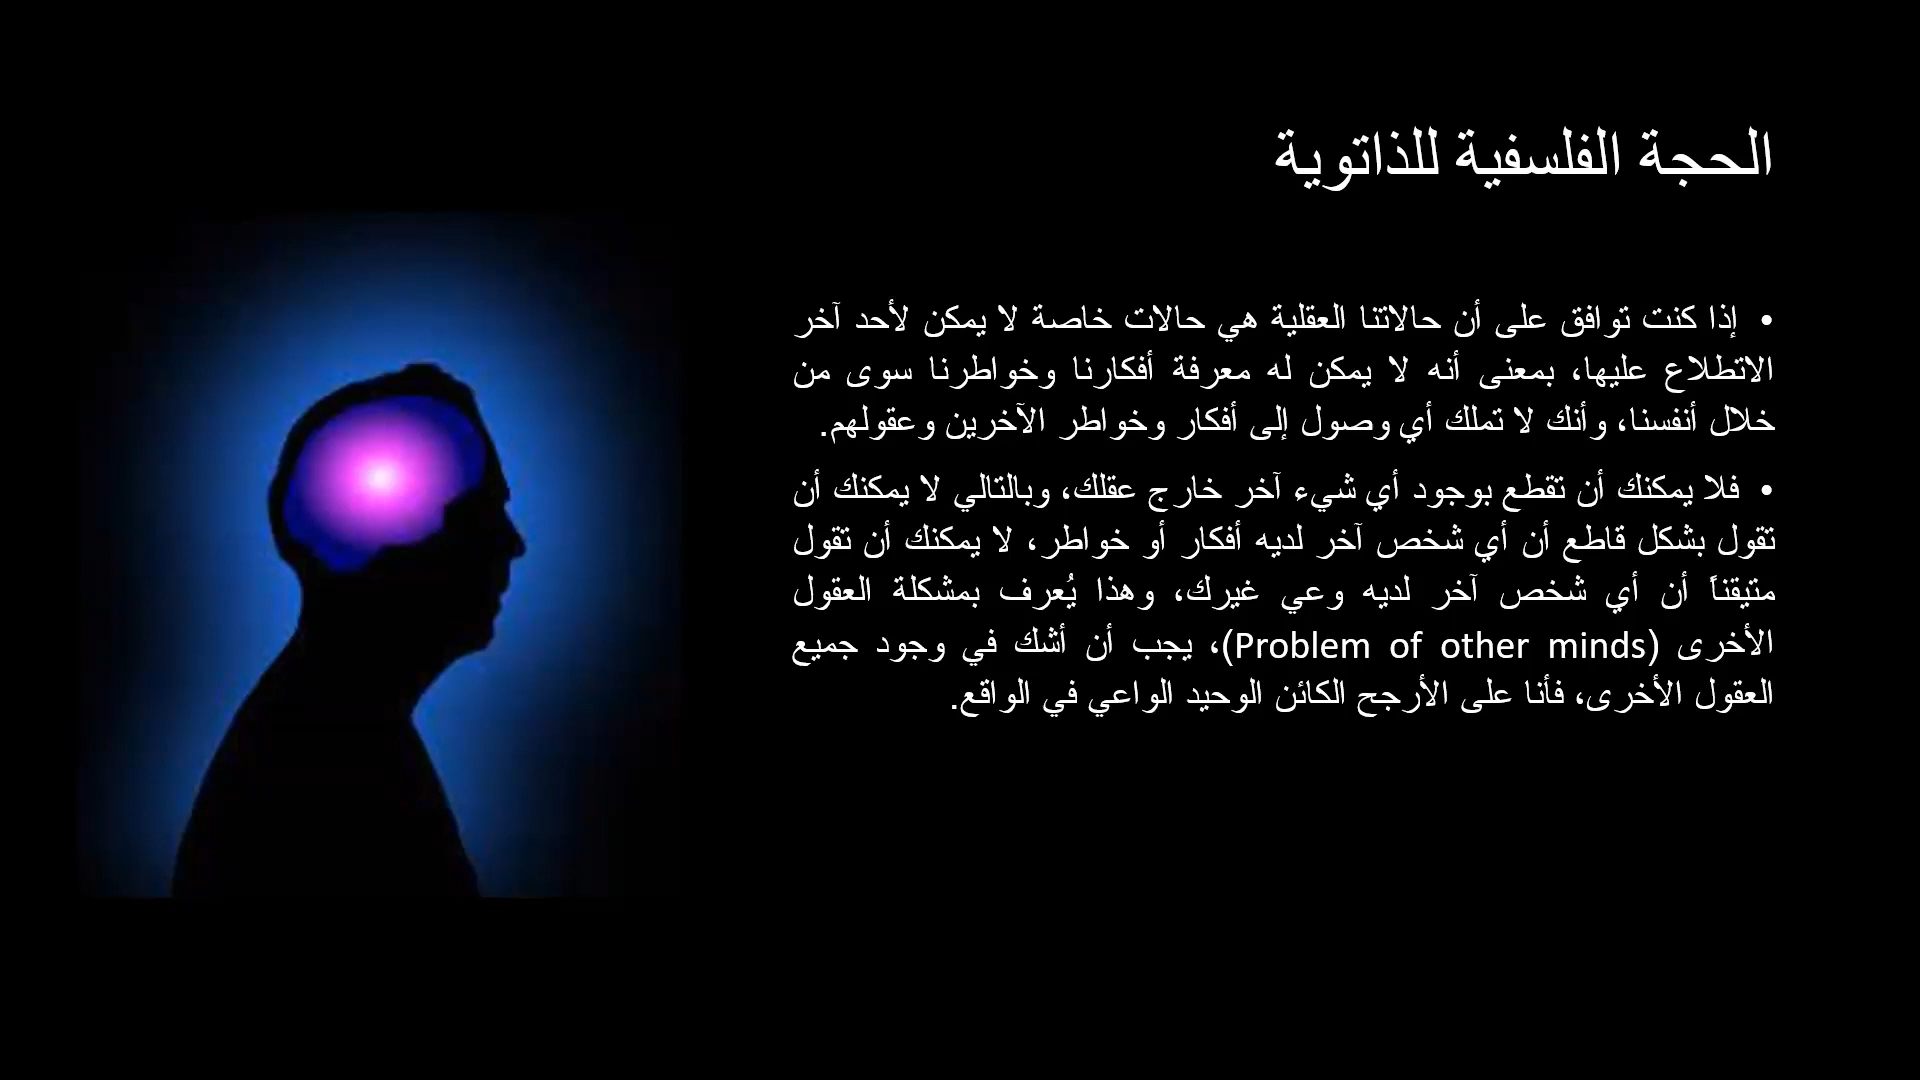 الحجة الفلسفية للذاتوية
• إذا كنت توافق على أن حالاتنا العقلية هي حالات خاصة لا يمكن لأحد آخر
الاتطلاع عليها، بمعنى أنه لا يمكن له معرفة أفكارنا وخواطرنا سوى من
خلال أنفسنا، وأنك لا تملك أي وصول إلى أفكار وخواطر الآخرين وعقولهم.
• فلا يمكنك أن تقطع بوجود أي شيء آخر خارج عقلك، وبالتالي لا يمكنك أن
تقول بشكل قاطع أن أي شخص آخر لديه أفكار أو خواطر، لا يمكنك أن تقول
متيقناً أن أي شخص آخر لديه وعي غيرك، وهذا يُعرف بمشكلة العقول
الأخرى (Problem of other minds)، يجب أن أشك في وجود جميع
العقول الأخرى، فأنا على الأرجح الكائن الوحيد الواعي في الواقع.